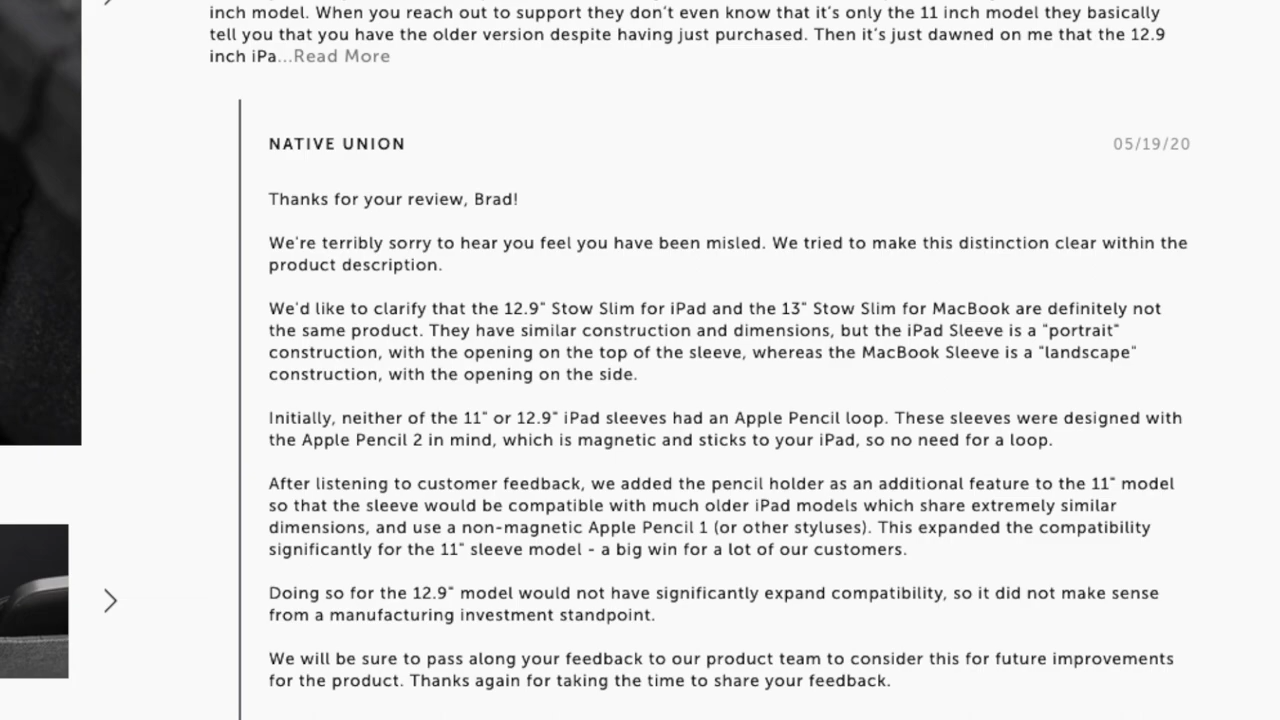 inch model. When you reach out to support they don't even know that it's only the 11 inch model they basically
tell you that you have the older version despite having just purchased. Then it's just dawned on me that the 12.9
inch iPa...Read More
NATIVE UNION
05/19/20
Thanks for your review, Brad!
We're terribly sorry to hear you feel you have been misled. We tried to make this distinction clear within the
product description.
We'd like to clarify that the 12.9" Stow Slim for iPad and the 13" Stow Slim for MacBook are definitely not
the same product. They have similar construction and dimensions, but the iPad Sleeve is a "portrait"
construction, with the opening on the top of the sleeve, whereas the MacBook Sleeve is a "landscape"
construction, with the opening on the side.
Initially, neither of the 11" or 12.9" iPad sleeves had an Apple Pencil loop. These sleeves were designed with
the Apple Pencil 2 in mind, which is magnetic and sticks to your iPad, so no need for a loop.
After listening to customer feedback, we added the pencil holder as an additional feature to the 11" model
so that the sleeve would be compatible with much older iPad models which share extremely similar
dimensions, and use a non-magnetic Apple Pencil 1 (or other styluses). This expanded the compatibility
significantly for the 11" sleeve model - a big win for a lot of our customers.
Doing so for the 12.9" model would not have significantly expand compatibility, so it did not make sense
from a manufacturing investment standpoint.
We will be sure to pass along your feedback to our product team to consider this for future improvements
for the product. Thanks again for taking the time to share your feedback.